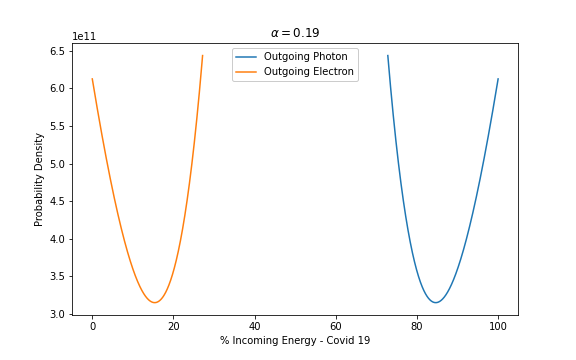 α = 0.19
1e11
Outgoing Photon
Outgoing Electron
6.5
6.0
5.5
5.0
4.5
4.0
3.5
3.0
Probability Density
0 20 40 60 80 100
% Incoming Energy - Covid 19